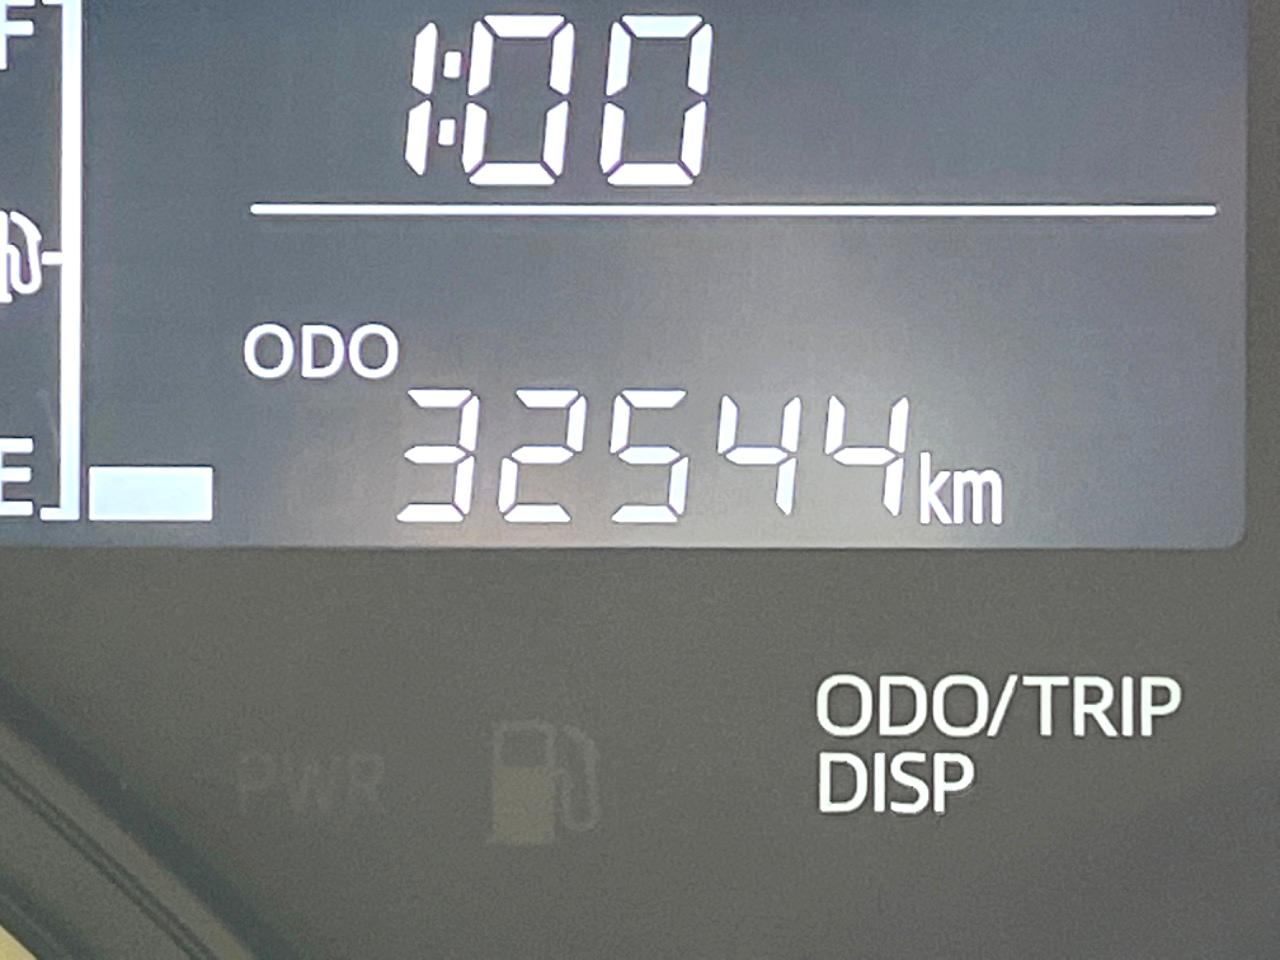 F
1:00
ODO
32544km
E
PWR
ODO/TRIP
DISP